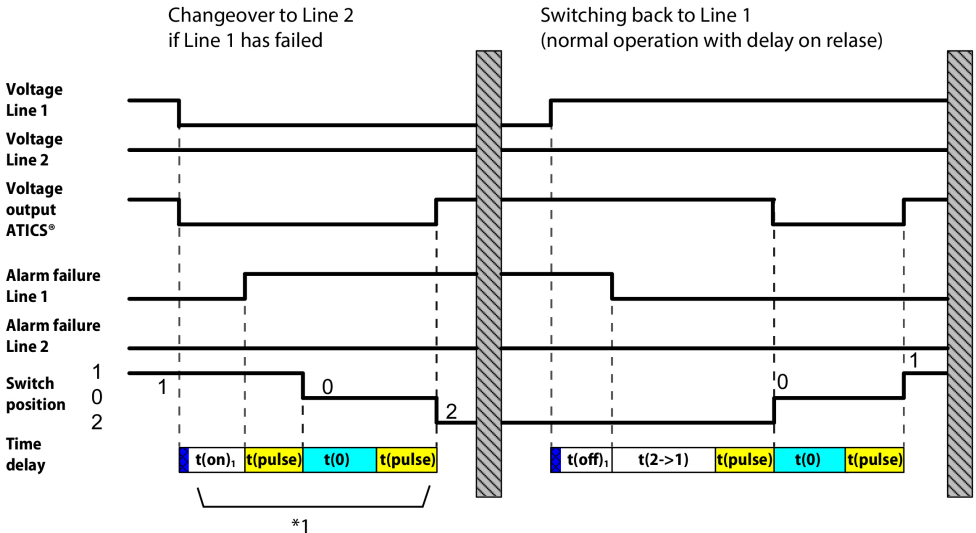 Changeover to Line 2
if Line 1 has failed
Switching back to Line 1
(normal operation with delay on relase)
Voltage
Line 1
Voltage
Line 2
Voltage
output
ATICS®
Alarm failure
Line 1
Alarm failure
Line 2
Switch
position
1
0
2
1
0
2
0
1
Time
delay
t(on)₁
t(pulse)
t(0)
t(pulse)
t(off)₁
t(2->1)
t(pulse)
t(0)
t(pulse)
*1